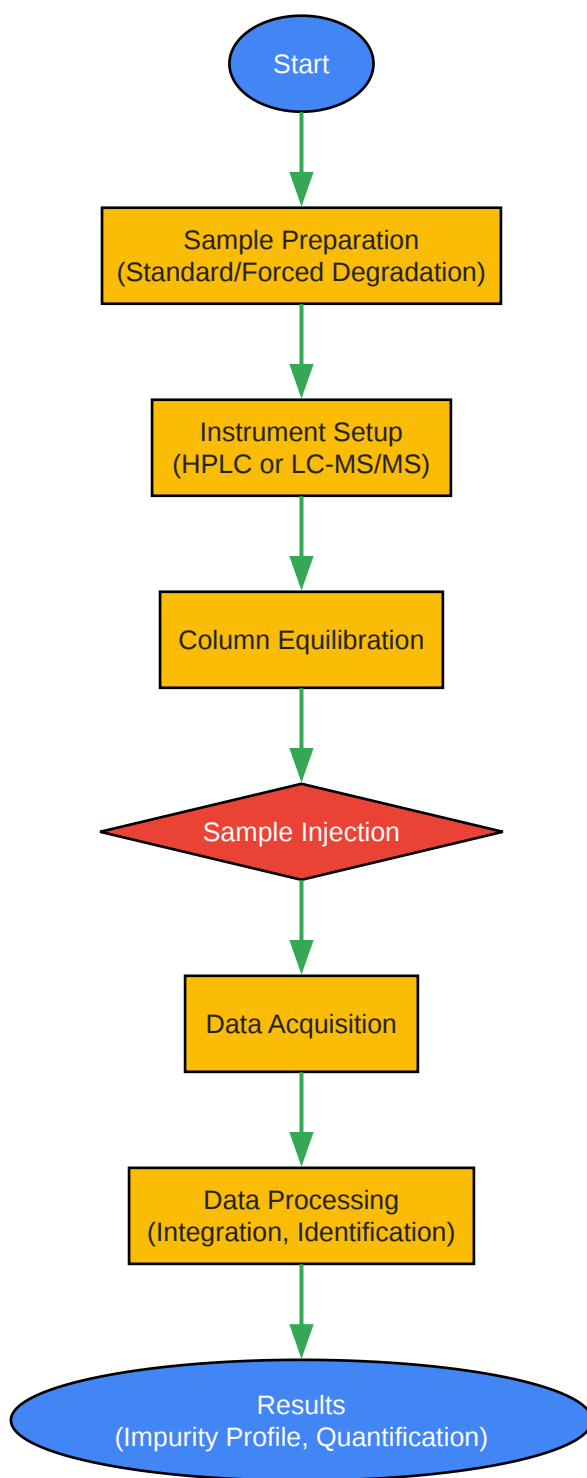 Start
Sample Preparation
(Standard/Forced Degradation)
Instrument Setup
(HPLC or LC-MS/MS)
Column Equilibration
Sample Injection
Data Acquisition
Data Processing
(Integration, Identification)
Results
(Impurity Profile, Quantification)